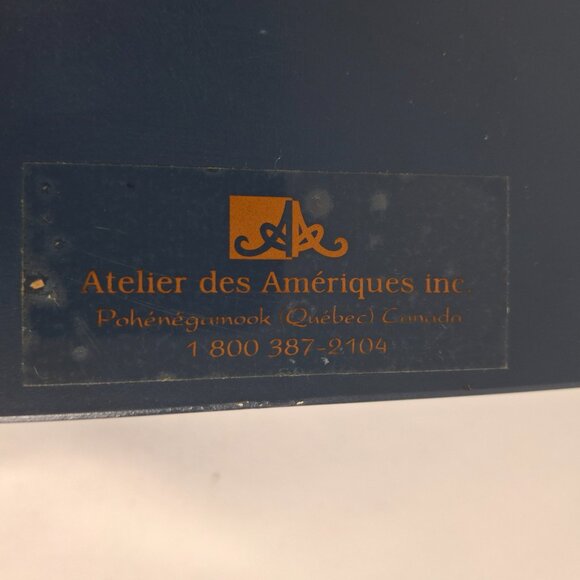 Atelier des Amériques inc.
Pohénégamook (Québec) Canada
1 800 387-2104